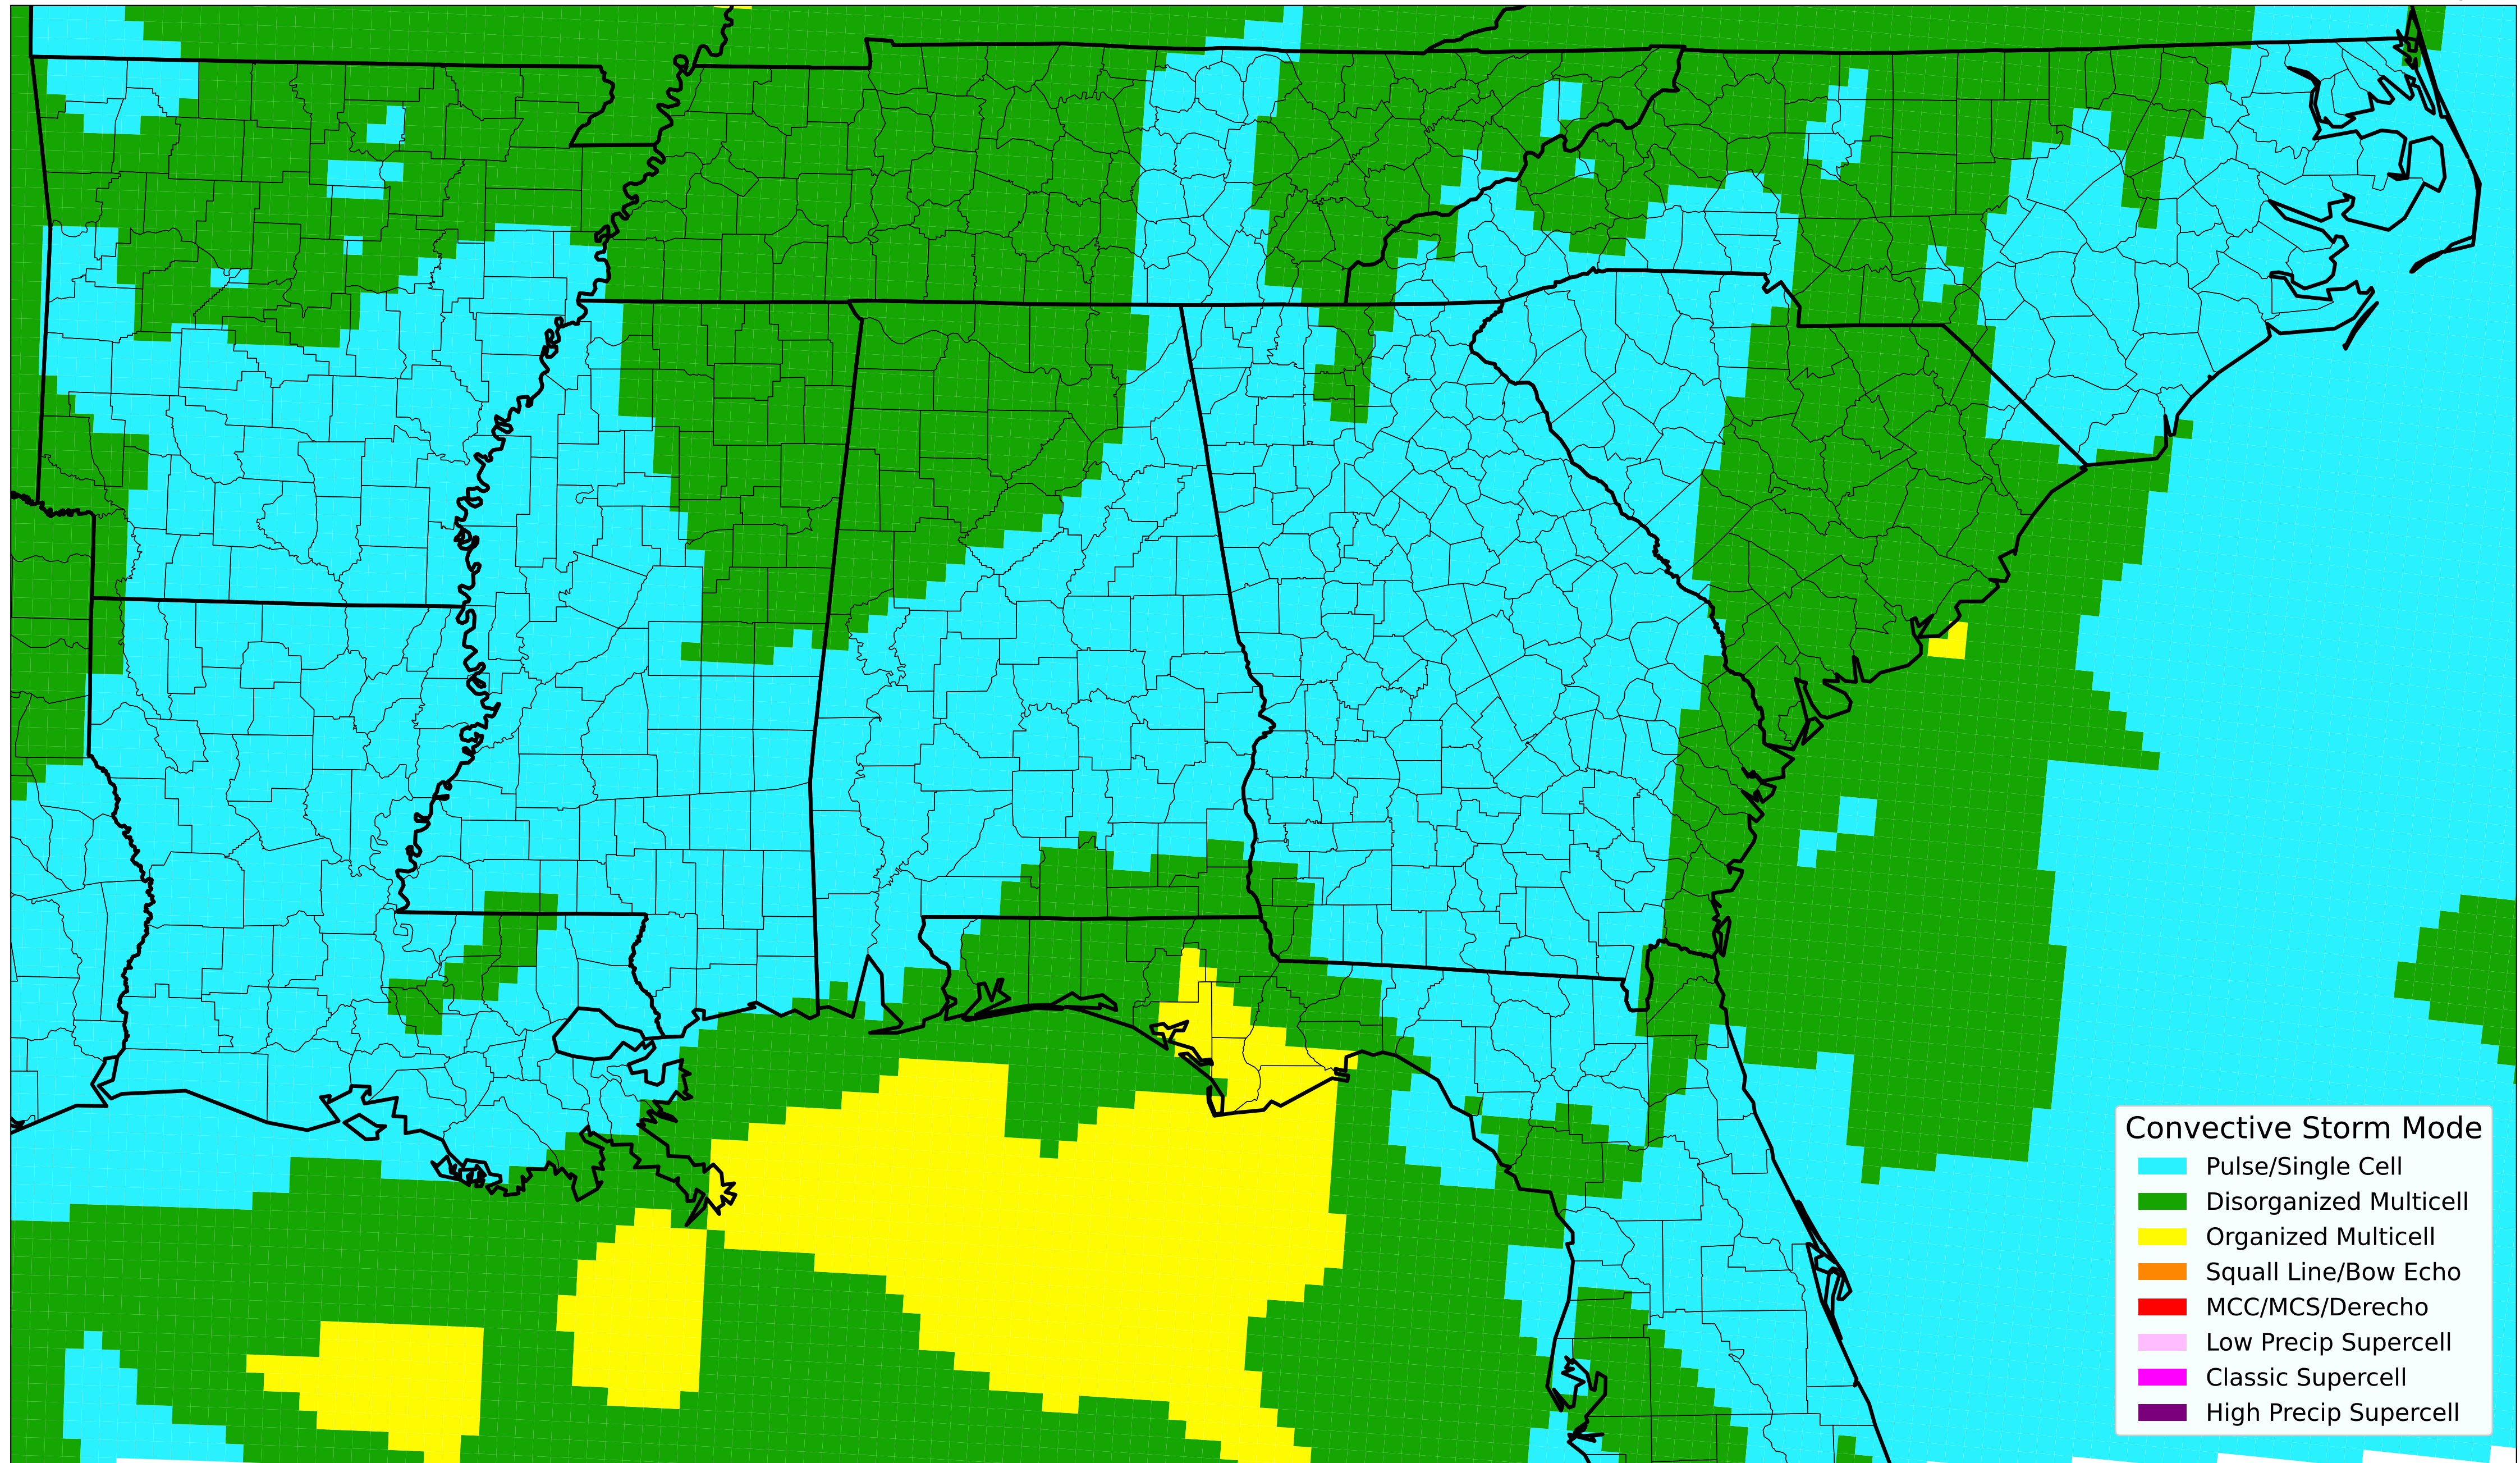 Convective Storm Mode
Pulse/Single Cell
Disorganized Multicell
Organized Multicell
Squall Line/Bow Echo
MCC/MCS/Derecho
Low Precip Supercell
Classic Supercell
High Precip Supercell